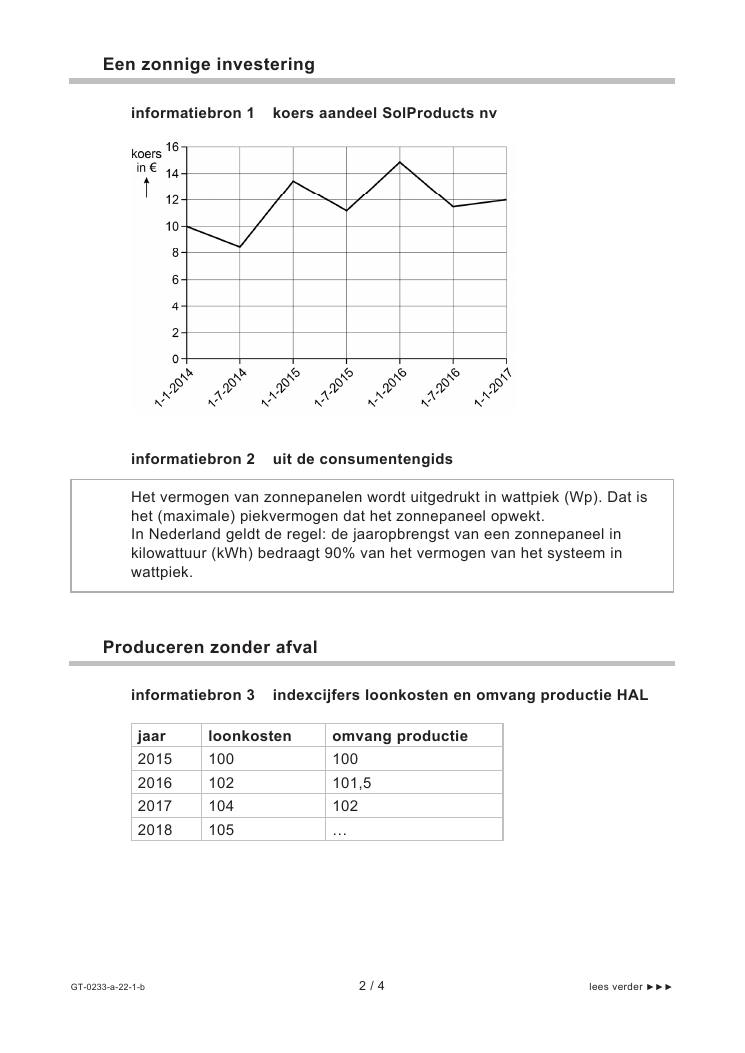 Een zonnige investering
informatiebron 1 koers aandeel SolProducts nv
koers
in €
16
14
12
10
8
6
4
2
0
1-1-2014
1-7-2014
1-1-2015
1-7-2015
1-1-2016
1-7-2016
1-1-2017
informatiebron 2 uit de consumentengids
Het vermogen van zonnepanelen wordt uitgedrukt in wattpiek (Wp). Dat is
het (maximale) piekvermogen dat het zonnepaneel opwekt.
In Nederland geldt de regel: de jaaropbrengst van een zonnepaneel in
kilowattuur (kWh) bedraagt 90% van het vermogen van het systeem in
wattpiek.
Produceren zonder afval
informatiebron 3 indexcijfers loonkosten en omvang productie HAL
jaar loonkosten omvang productie
2015 100 100
2016 102 101,5
2017 104 102
2018 105 …
GT-0233-a-22-1-b 2 / 4 lees verder ►►►